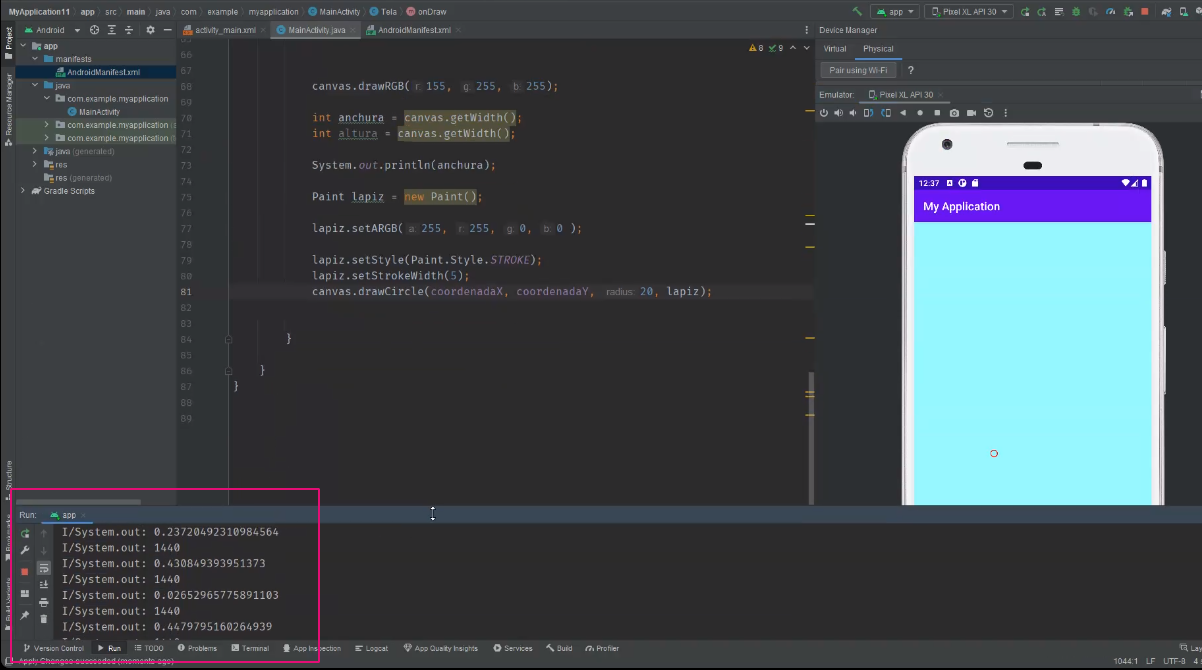 MyApplication11 app src main java com example myapplication MainActivity Tela onDraw
app Pixel XL API 30
Android
activity_main.xml MainActivity.java AndroidManifest.xml
Device Manager
Project
Resource Manager
Structure
app
manifests
AndroidManifest.xml
java
com.example.myapplication
MainActivity
com.example.myapplication
com.example.myapplication
java (generated)
res
res (generated)
Gradle Scripts
8 9
66
67
68 canvas.drawRGB( r: 155, g: 255, b: 255);
69
70 int anchura = canvas.getWidth();
71 int altura = canvas.getWidth();
72
73 System.out.println(anchura);
74
75 Paint lapiz = new Paint();
76
77 lapiz.setARGB( a: 255, r: 255, g: 0, b: 0 );
78
79 lapiz.setStyle(Paint.Style.STROKE);
80 lapiz.setStrokeWidth(5);
81 canvas.drawCircle(coordenadaX, coordenadaY, radius: 20, lapiz);
82
83
84 }
85
86 }
87 }
88
89
Virtual Physical
Pair using Wi-Fi ?
Emulator: Pixel XL API 30
12:37
My Application
Run: app
I/System.out: 0.23720492310984564
I/System.out: 1440
I/System.out: 0.430849393951373
I/System.out: 1440
I/System.out: 0.02652965775891103
I/System.out: 1440
I/System.out: 0.4479795160264939
Version Control Run TODO Problems Terminal App Inspection Logcat App Quality Insights Services Build Profiler
Apply Changes succeeded (moments ago)
1044:1 LF UTF-8